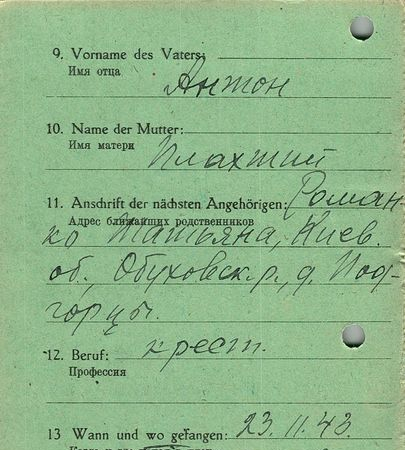 9. Vorname des Vaters:
Имя отца
Антон
10. Name der Mutter:
Имя матери
Плахтий
11. Anschrift der nächsten Angehörigen: Роман-
Адрес ближайших родственников
ко Татьяна, Киев.
об., Обуховск. р., д. Под-
горцы.
12. Beruf: крест.
Профессия
13 Wann und wo gefangen: 23. 11. 43.